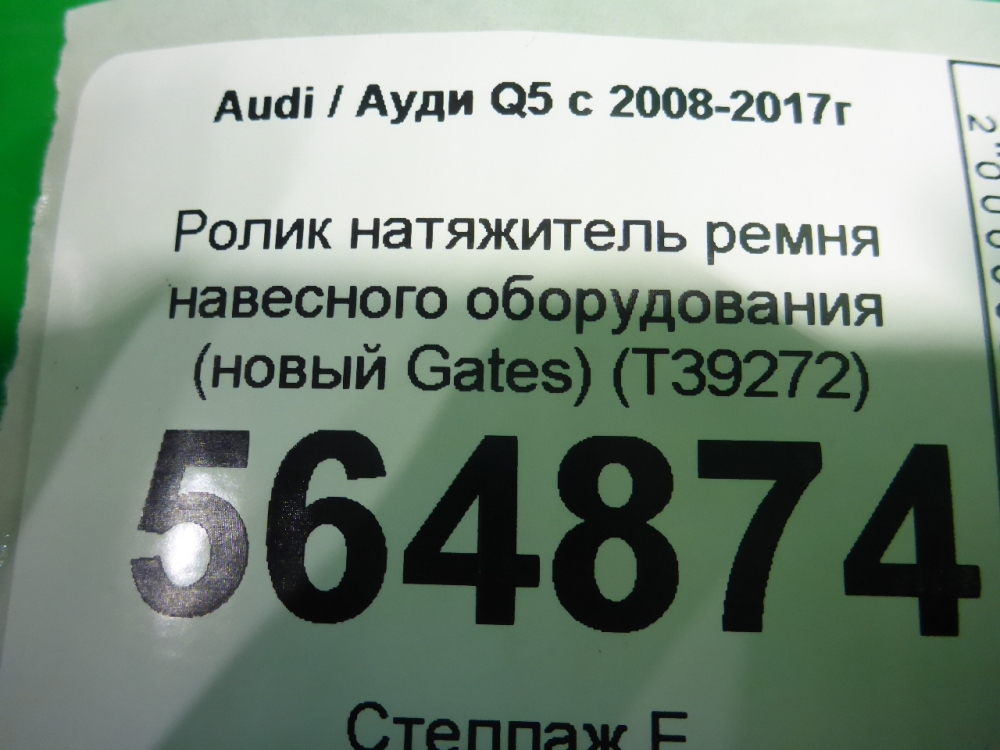 Audi / Ауди Q5 с 2008-2017г
Ролик натяжитель ремня
навесного оборудования
(новый Gates) (T39272)
564874
Стеллаж E